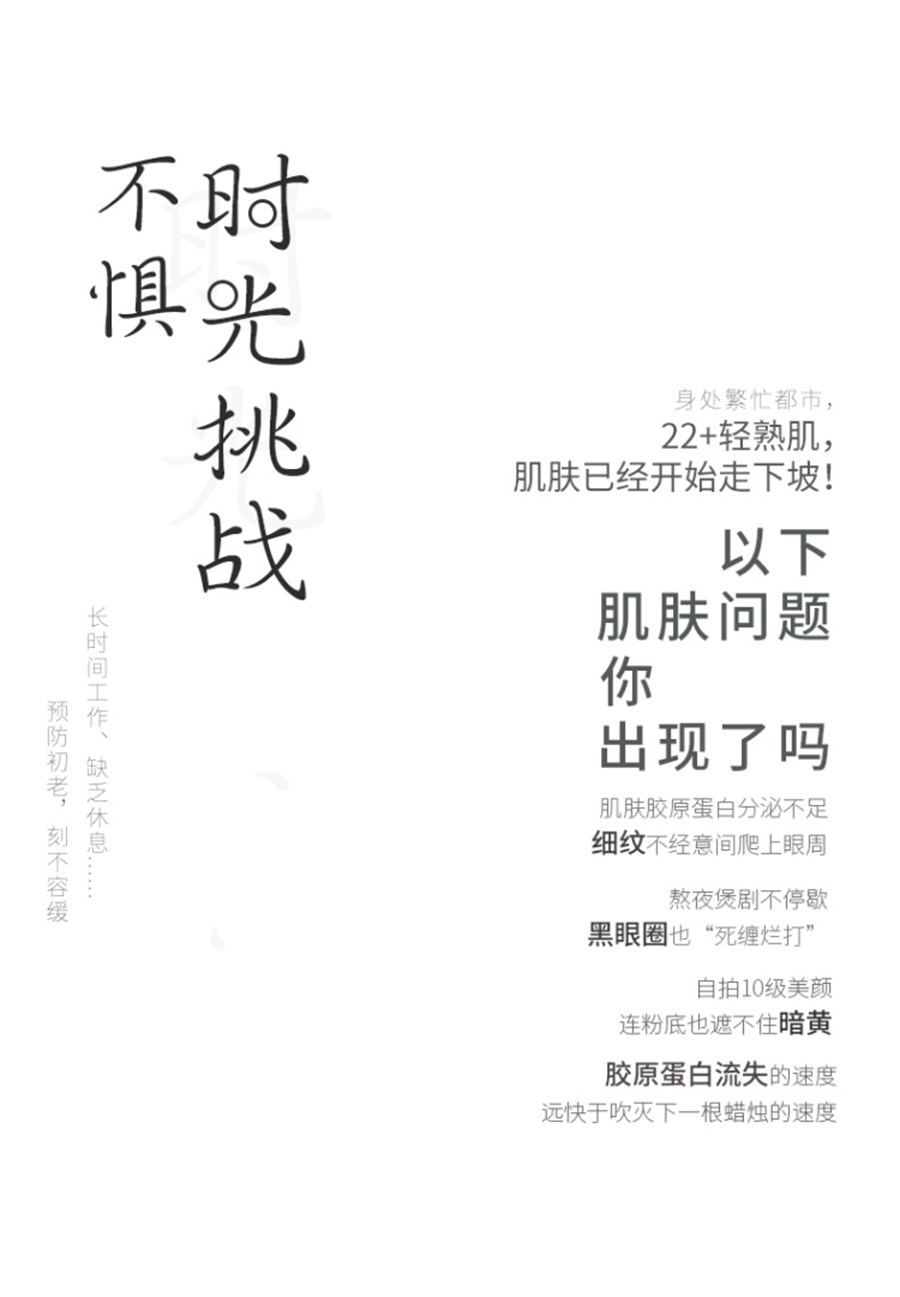 不惧
时光挑战
长时间工作、缺乏休息……
预防初老，刻不容缓
身处繁忙都市，
22+轻熟肌，
肌肤已经开始走下坡！
以下
肌肤问题
你
出现了吗
肌肤胶原蛋白分泌不足
细纹不经意间爬上眼周
熬夜煲剧不停歇
黑眼圈也“死缠烂打”
自拍10级美颜
连粉底也遮不住暗黄
胶原蛋白流失的速度
远快于吹灭下一根蜡烛的速度